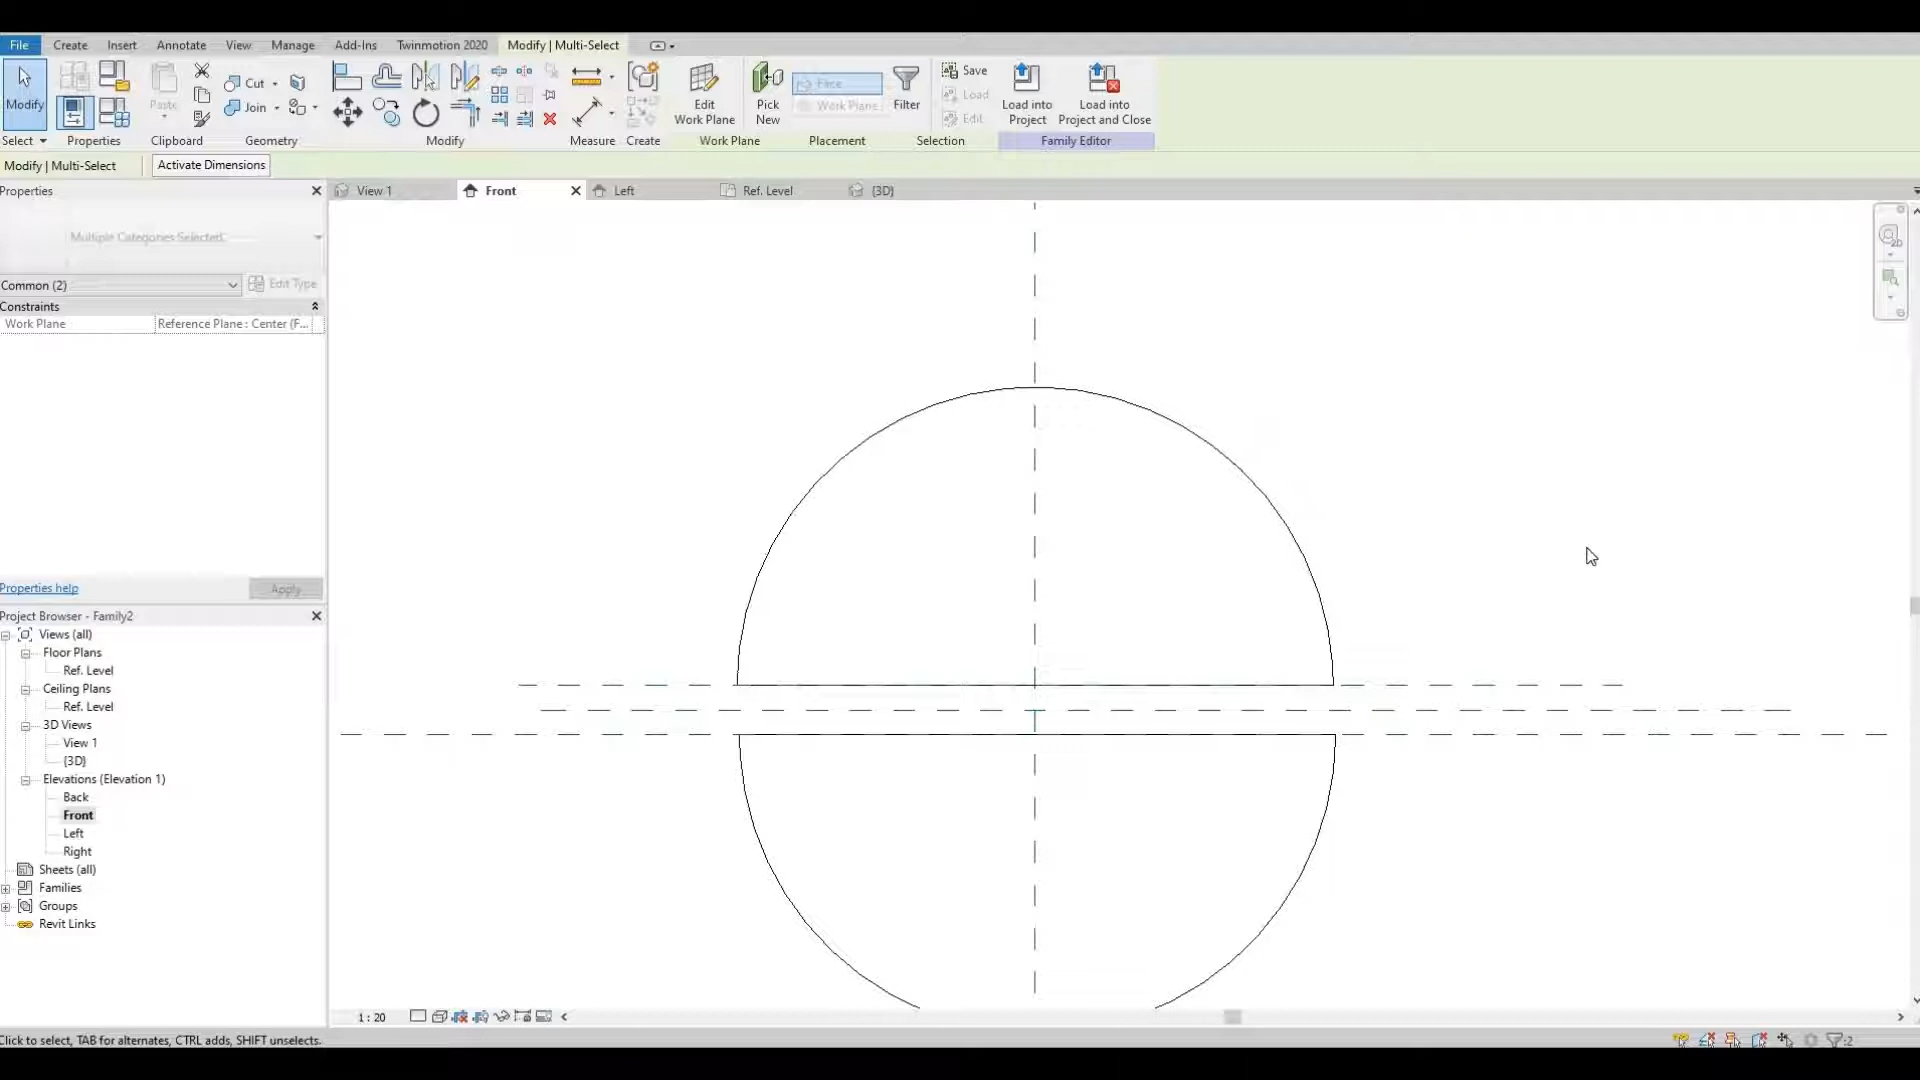 File Create Insert Annotate View Manage Add-Ins Twinmotion 2020 Modify | Multi-Select
Modify Paste Cut Join Edit Work Plane Pick New Face Work Plane Filter Save Load Edit Load into Project Load into Project and Close
Select Properties Clipboard Geometry Modify Measure Create Work Plane Placement Selection Family Editor
Modify | Multi-Select Activate Dimensions
Properties View 1 Front Left Ref. Level {3D}
Multiple Categories Selected
Common (2) Edit Type
Constraints
Work Plane Reference Plane : Center (F...
Properties help Apply
Project Browser - Family2
Views (all)
Floor Plans
Ref. Level
Ceiling Plans
Ref. Level
3D Views
View 1
{3D}
Elevations (Elevation 1)
Back
Front
Left
Right
Sheets (all)
Families
Groups
Revit Links
1 : 20
Click to select, TAB for alternates, CTRL adds, SHIFT unselects. :2